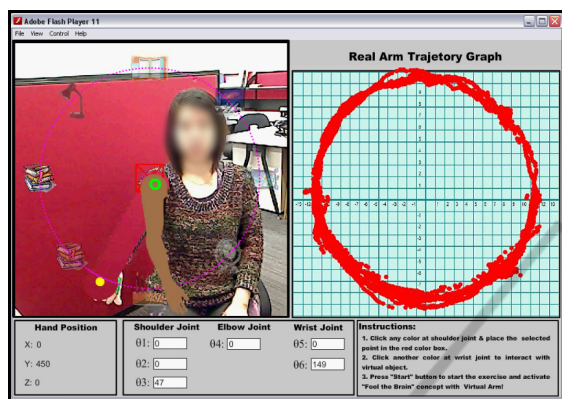 Adobe Flash Player 11
File View Control Help
Real Arm Trajetory Graph
Hand Position
X: 0
Y: 450
Z: 0
Shoulder Joint Elbow Joint Wrist Joint
θ1: 0 θ4: 0 θ5: 0
θ2: 0 θ6: 149
θ3: 47
Instructions:
1. Click any color at shoulder joint & place the selected
point in the red color box.
2. Click another color at wrist joint to interact with
virtual object.
3. Press "Start" button to start the exercise and activate
"Fool the Brain" concept with Virtual Arm!